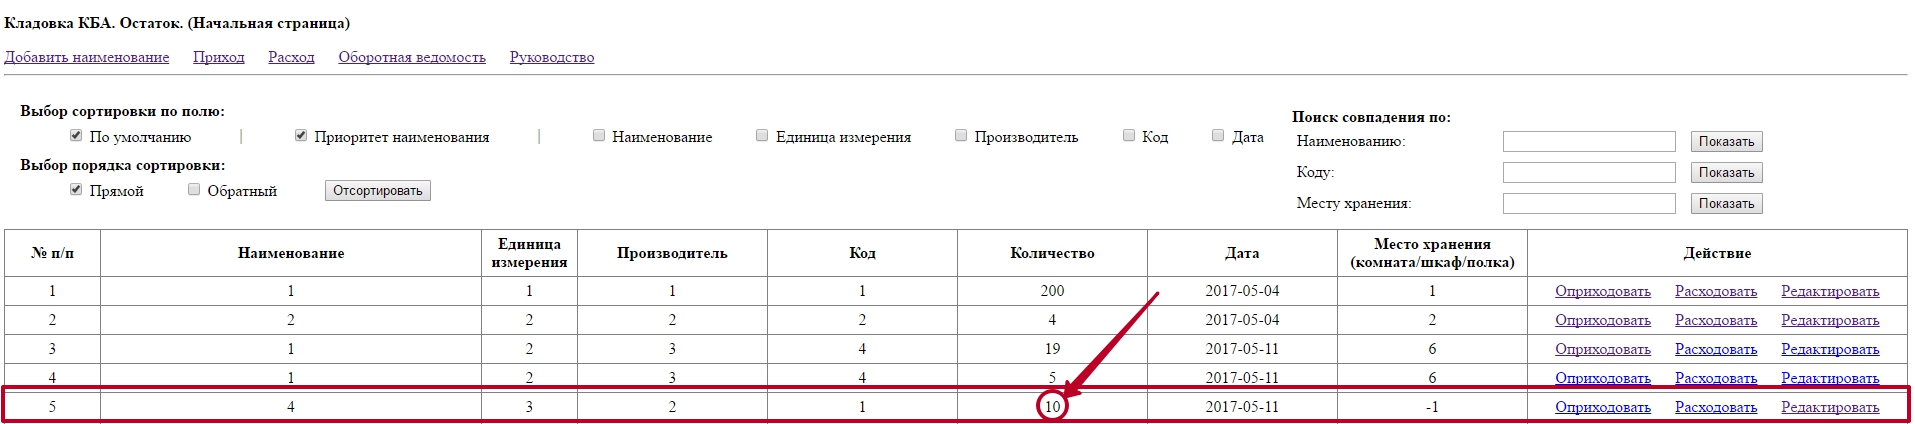 Кладовка КБА. Остаток. (Начальная страница)
Добавить наименование Приход Расход Оборотная ведомость Руководство
Выбор сортировки по полю:
По умолчанию | Приоритет наименования | Наименование Единица измерения Производитель Код Дата
Выбор порядка сортировки:
Прямой Обратный Отсортировать
Поиск совпадения по:
Наименованию: Показать
Коду: Показать
Месту хранения: Показать
№ п/п Наименование Единица измерения Производитель Код Количество Дата Место хранения (комната/шкаф/полка) Действие
1 1 1 1 1 200 2017-05-04 1 Оприходовать Расходовать Редактировать
2 2 2 2 2 4 2017-05-04 2 Оприходовать Расходовать Редактировать
3 1 2 3 4 19 2017-05-11 6 Оприходовать Расходовать Редактировать
4 1 2 3 4 5 2017-05-11 6 Оприходовать Расходовать Редактировать
5 4 3 2 1 10 2017-05-11 -1 Оприходовать Расходовать Редактировать